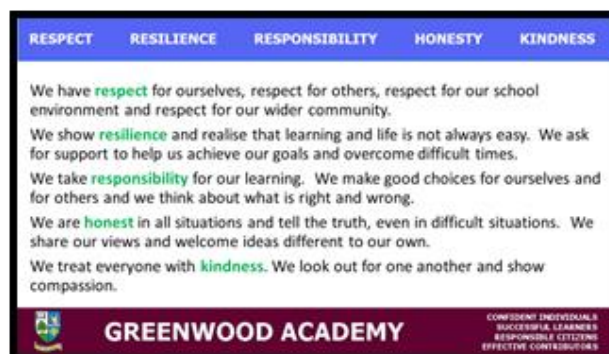 RESPECT RESILIENCE RESPONSIBILITY HONESTY KINDNESS
We have respect for ourselves, respect for others, respect for our school
environment and respect for our wider community.
We show resilience and realise that learning and life is not always easy.  We ask
for support to help us achieve our goals and overcome difficult times.
We take responsibility for our learning.  We make good choices for ourselves and
for others and we think about what is right and wrong.
We are honest in all situations and tell the truth, even in difficult situations.  We
share our views and welcome ideas different to our own.
We treat everyone with kindness. We look out for one another and show
compassion.
GREENWOOD ACADEMY
CONFIDENT INDIVIDUALS
SUCCESSFUL LEARNERS
RESPONSIBLE CITIZENS
EFFECTIVE CONTRIBUTORS